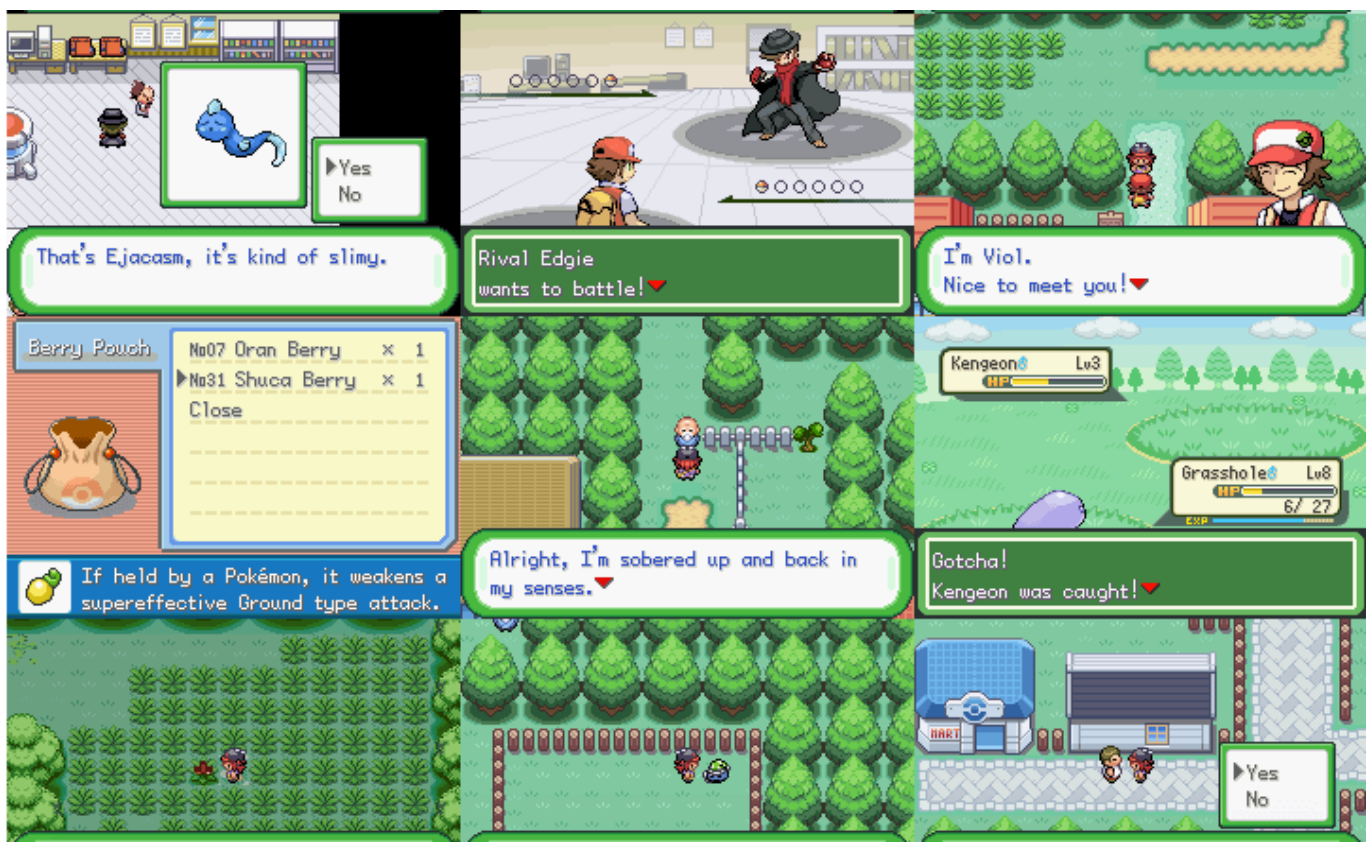 Yes
No
That's Ejacasm, it's kind of slimy.
Rival Edgie
wants to battle!
I'm Viol.
Nice to meet you!
Berry Pouch
No07 Oran Berry × 1
No31 Shuca Berry × 1
Close
If held by a Pokémon, it weakens a
supereffective Ground type attack.
Alright, I'm sobered up and back in
my senses.
Kengeon♂ Lv3
HP
Grasshole♂ Lv8
HP
6/ 27
EXP
Gotcha!
Kengeon was caught!
MART
Yes
No